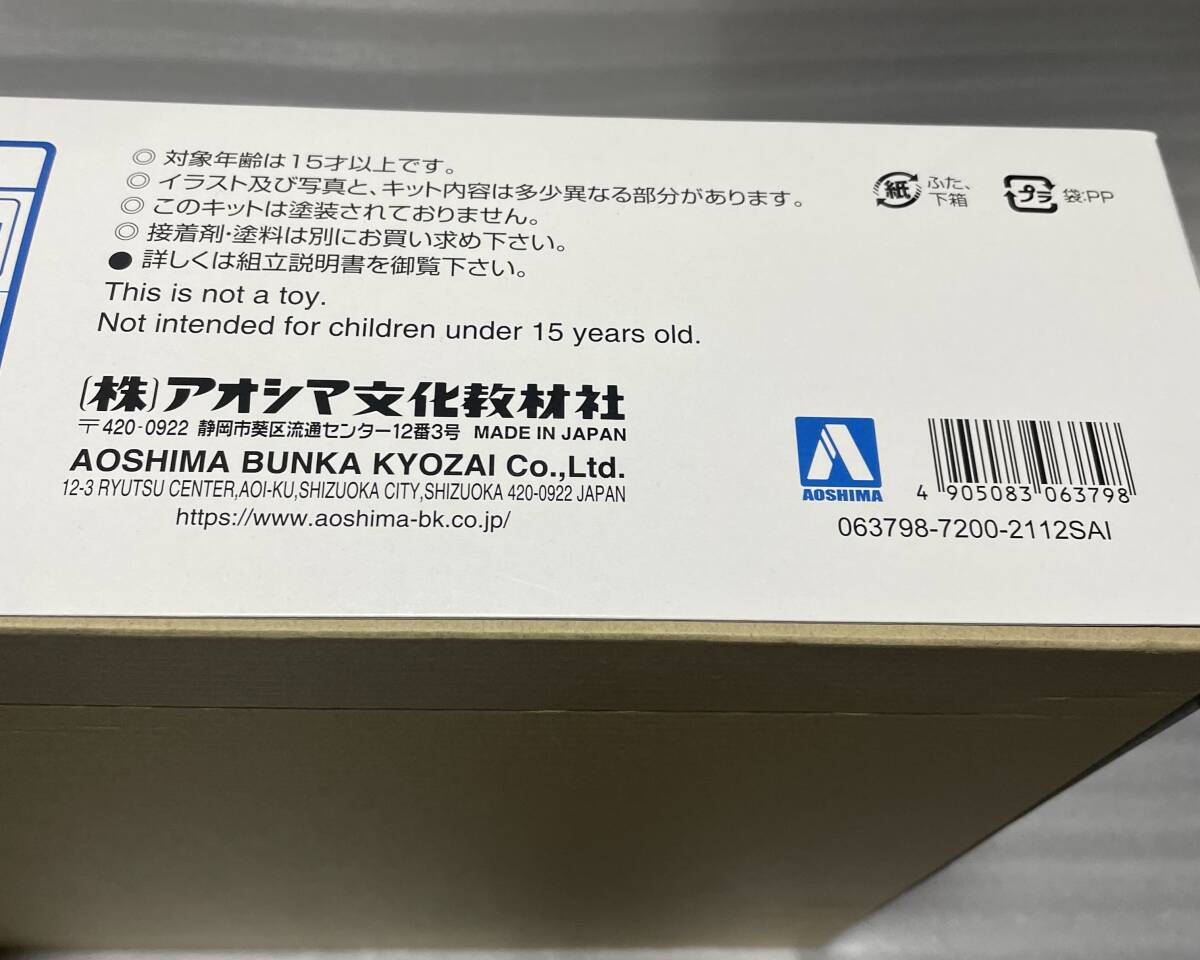 ◎ 対象年齢は15才以上です。
◎ イラスト及び写真と、キット内容は多少異なる部分があります。
◎ このキットは塗装されておりません。
◎ 接着剤・塗料は別にお買い求め下さい。
● 詳しくは組立説明書を御覧下さい。
This is not a toy.
Not intended for children under 15 years old.
(株)アオシマ文化教材社
〒420-0922 静岡市葵区流通センター12番3号 MADE IN JAPAN
AOSHIMA BUNKA KYOZAI Co.,Ltd.
12-3 RYUTSU CENTER,AOI-KU,SHIZUOKA CITY,SHIZUOKA 420-0922 JAPAN
https://www.aoshima-bk.co.jp/
紙 ふた、
下箱
プラ 袋:PP
AOSHIMA
4 905083 063798
063798-7200-2112SAI